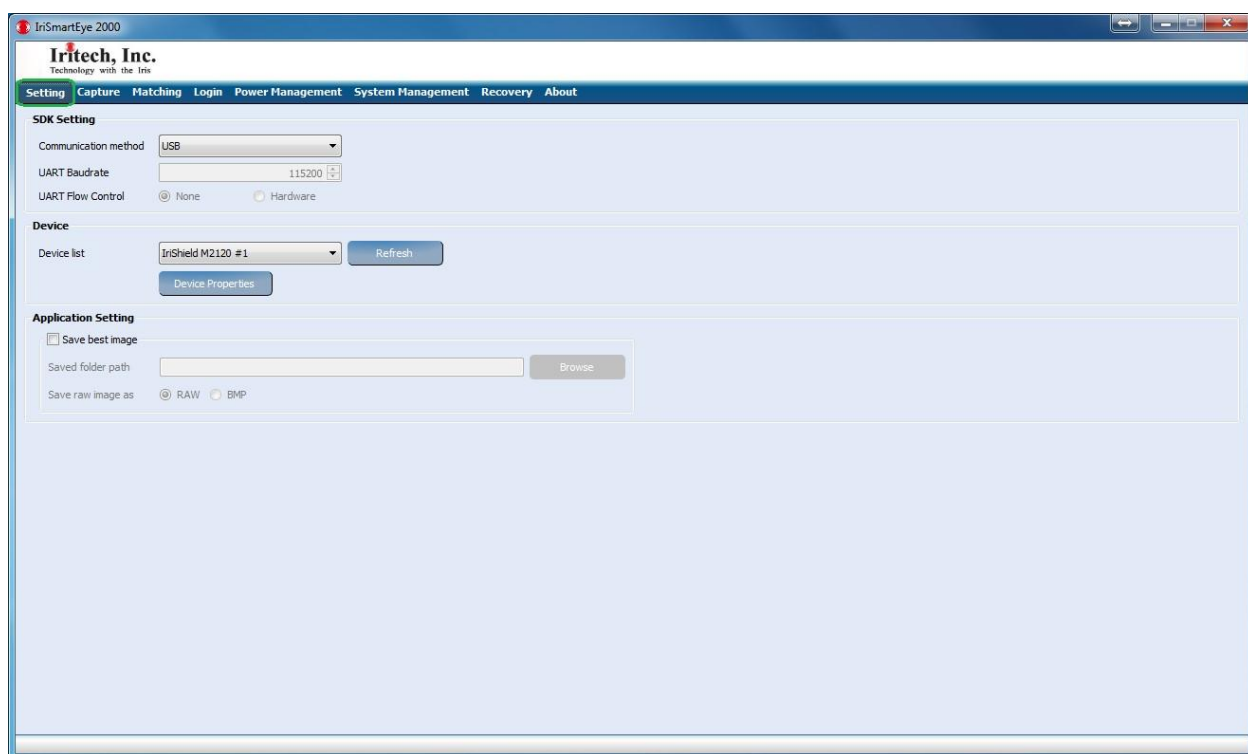 IriSmartEye 2000
Iritech, Inc.
Technology with the Iris
Setting Capture Matching Login Power Management System Management Recovery About
SDK Setting
Communication method USB
UART Baudrate 115200
UART Flow Control None Hardware
Device
Device list IriShield M2120 #1 Refresh
Device Properties
Application Setting
Save best image
Saved folder path Browse
Save raw image as RAW BMP